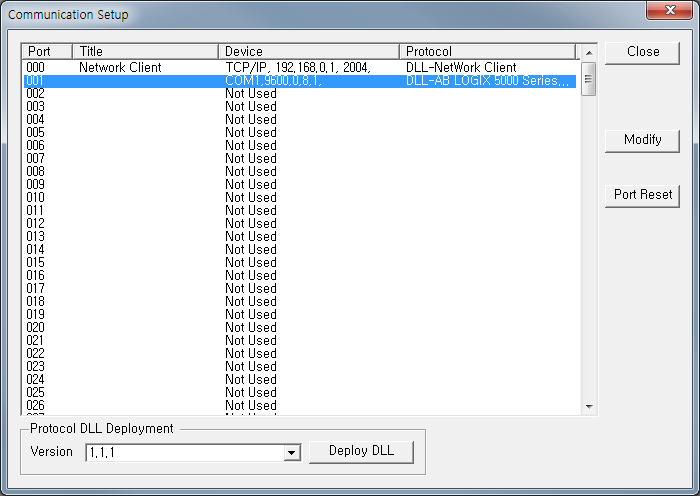 Communication Setup
Port Title Device Protocol
000 Network Client TCP/IP, 192,168,0,1, 2004, DLL-NetWork Client
001 COM1,9600,0,8,1, DLL-AB LOGIX 5000 Series...
002 Not Used
003 Not Used
004 Not Used
005 Not Used
006 Not Used
007 Not Used
008 Not Used
009 Not Used
010 Not Used
011 Not Used
012 Not Used
013 Not Used
014 Not Used
015 Not Used
016 Not Used
017 Not Used
018 Not Used
019 Not Used
020 Not Used
021 Not Used
022 Not Used
023 Not Used
024 Not Used
025 Not Used
026 Not Used
Close
Modify
Port Reset
Protocol DLL Deployment
Version 1.1.1 Deploy DLL